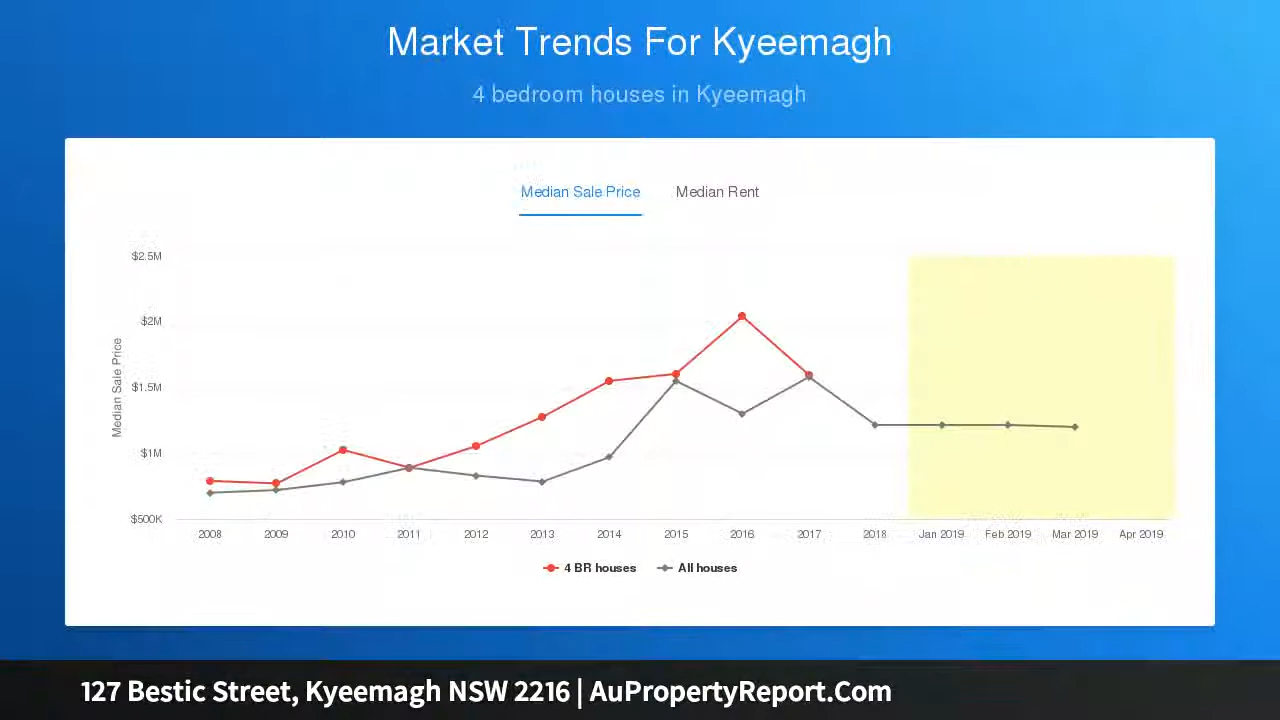 Market Trends For Kyeemagh
4 bedroom houses in Kyeemagh
Median Sale Price Median Rent
$2.5M
$2M
$1.5M
$1M
$500K
Median Sale Price
2008 2009 2010 2011 2012 2013 2014 2015 2016 2017 2018 Jan 2019 Feb 2019 Mar 2019 Apr 2019
4 BR houses All houses
127 Bestic Street, Kyeemagh NSW 2216 | AuPropertyReport.Com